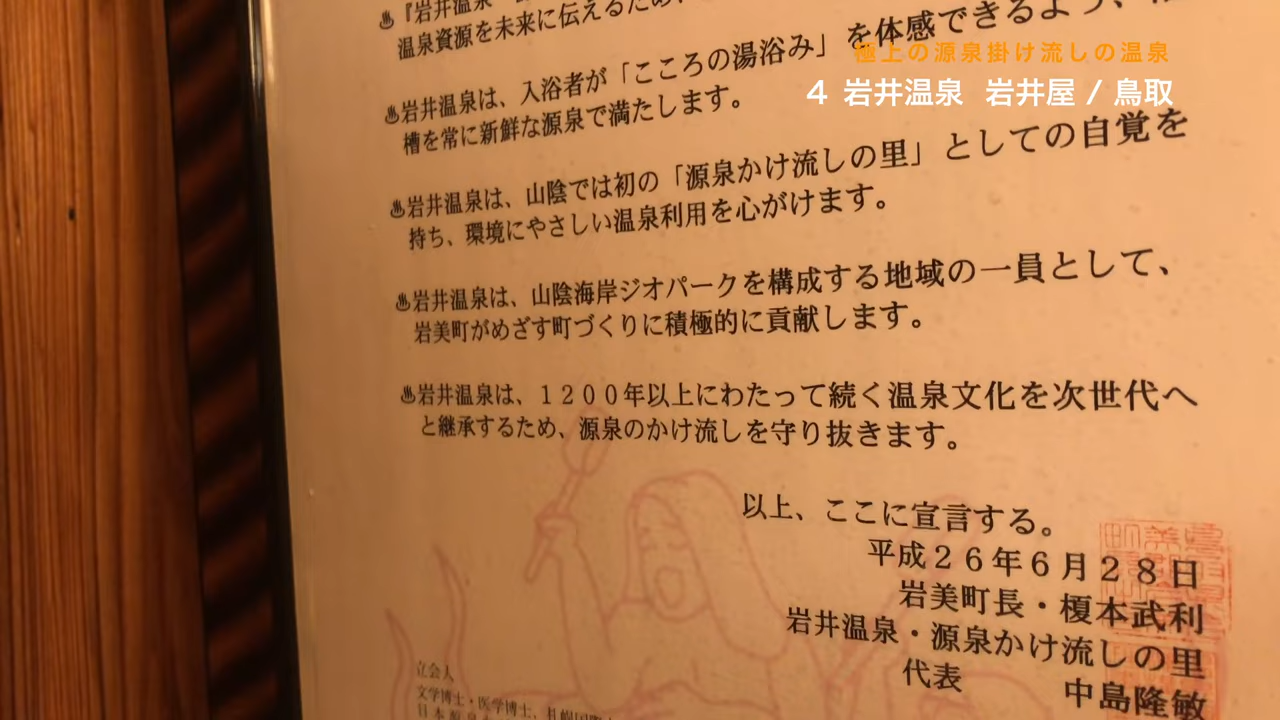 極上の源泉掛け流しの温泉
4 岩井温泉 岩井屋 / 鳥取
♨『岩井温泉
温泉資源を未来に伝えるため、
を体感できるよう、
♨岩井温泉は、入浴者が「こころの湯浴み」
槽を常に新鮮な源泉で満たします。
♨岩井温泉は、山陰では初の「源泉かけ流しの里」としての自覚を
持ち、環境にやさしい温泉利用を心がけます。
♨岩井温泉は、山陰海岸ジオパークを構成する地域の一員として、
岩美町がめざす町づくりに積極的に貢献します。
♨岩井温泉は、1200年以上にわたって続く温泉文化を次世代へ
と継承するため、源泉のかけ流しを守り抜きます。
以上、ここに宣言する。
平成26年6月28日
岩美町長・榎本武利
岩井温泉・源泉かけ流しの里
代表 中島隆敏
立会人
文学博士・医学博士、札幌国際
日本源泉